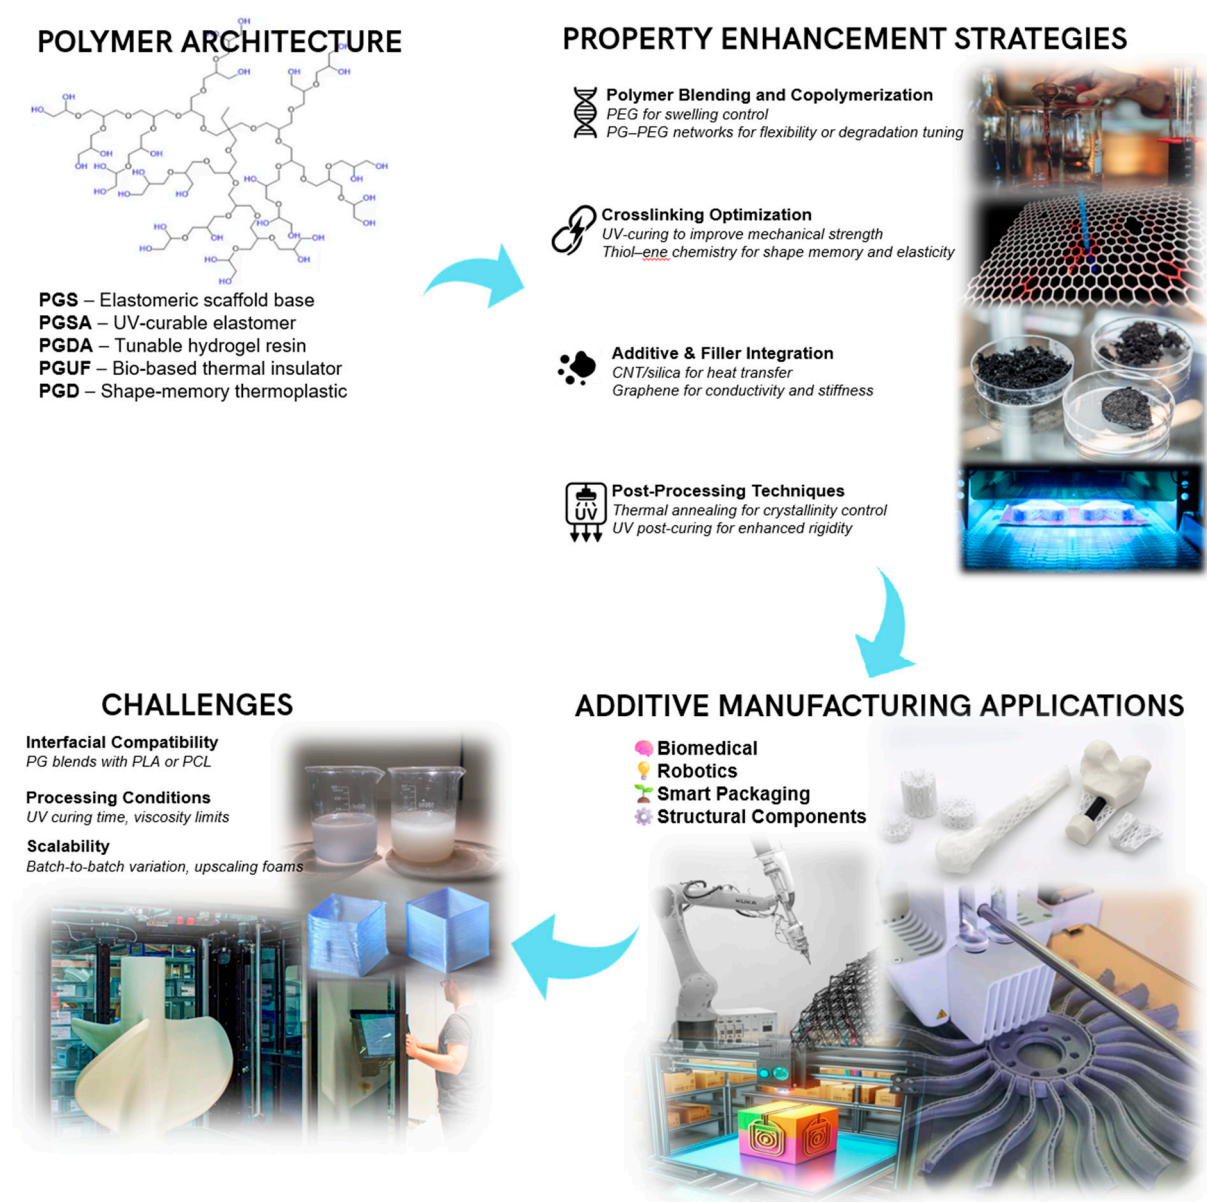 POLYMER ARCHITECTURE
PGS – Elastomeric scaffold base
PGSA – UV-curable elastomer
PGDA – Tunable hydrogel resin
PGUF – Bio-based thermal insulator
PGD – Shape-memory thermoplastic
PROPERTY ENHANCEMENT STRATEGIES
Polymer Blending and Copolymerization
PEG for swelling control
PG–PEG networks for flexibility or degradation tuning
Crosslinking Optimization
UV-curing to improve mechanical strength
Thiol–ene chemistry for shape memory and elasticity
Additive & Filler Integration
CNT/silica for heat transfer
Graphene for conductivity and stiffness
UV
Post-Processing Techniques
Thermal annealing for crystallinity control
UV post-curing for enhanced rigidity
CHALLENGES
Interfacial Compatibility
PG blends with PLA or PCL
Processing Conditions
UV curing time, viscosity limits
Scalability
Batch-to-batch variation, upscaling foams
ADDITIVE MANUFACTURING APPLICATIONS
Biomedical
Robotics
Smart Packaging
Structural Components
KUKA